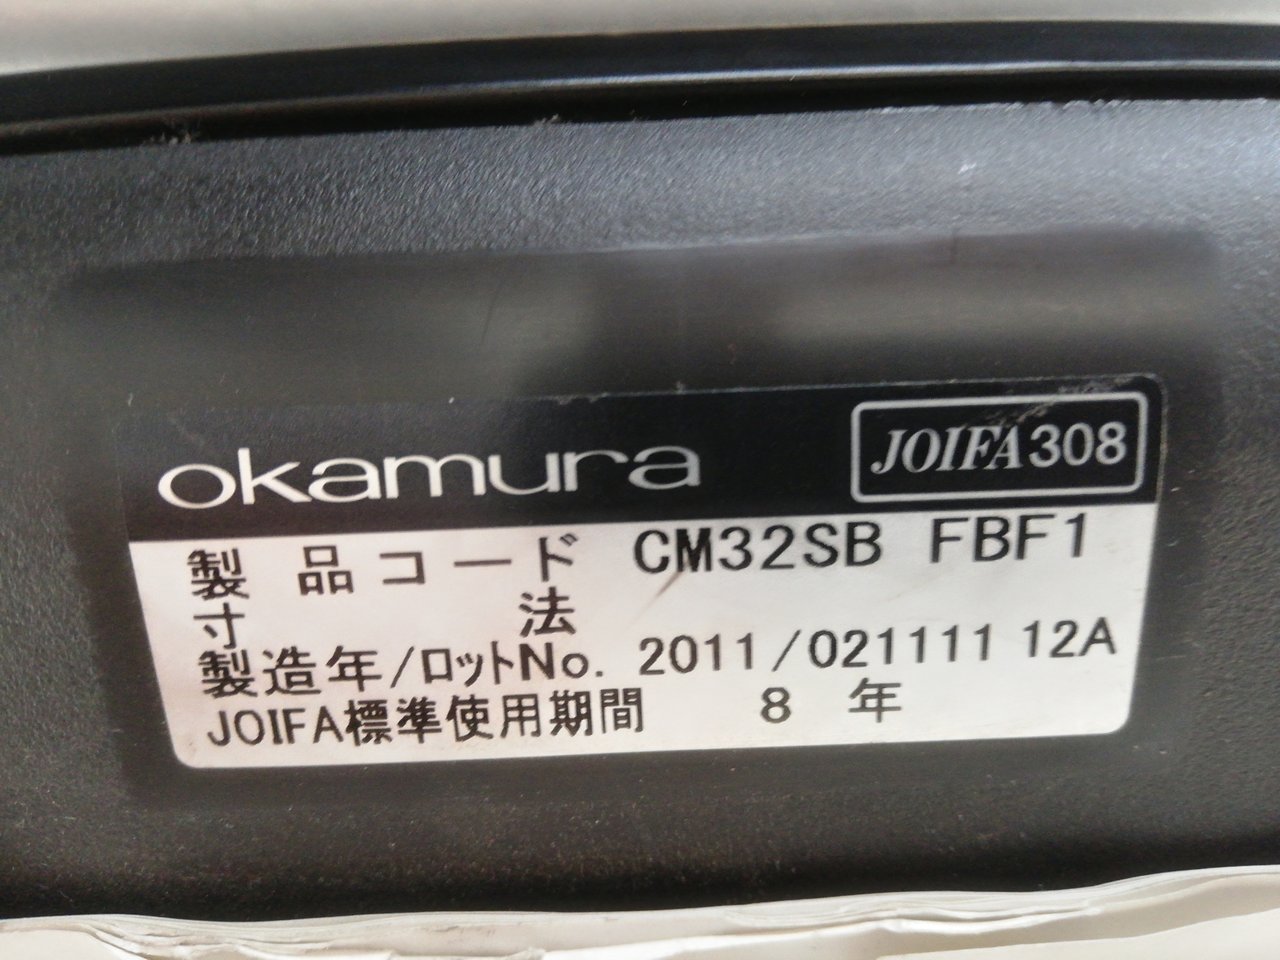 okamura JOIFA308
製品コード CM32SB FBF1
寸法
製造年/ロットNo. 2011/021111 12A
JOIFA標準使用期間 8年